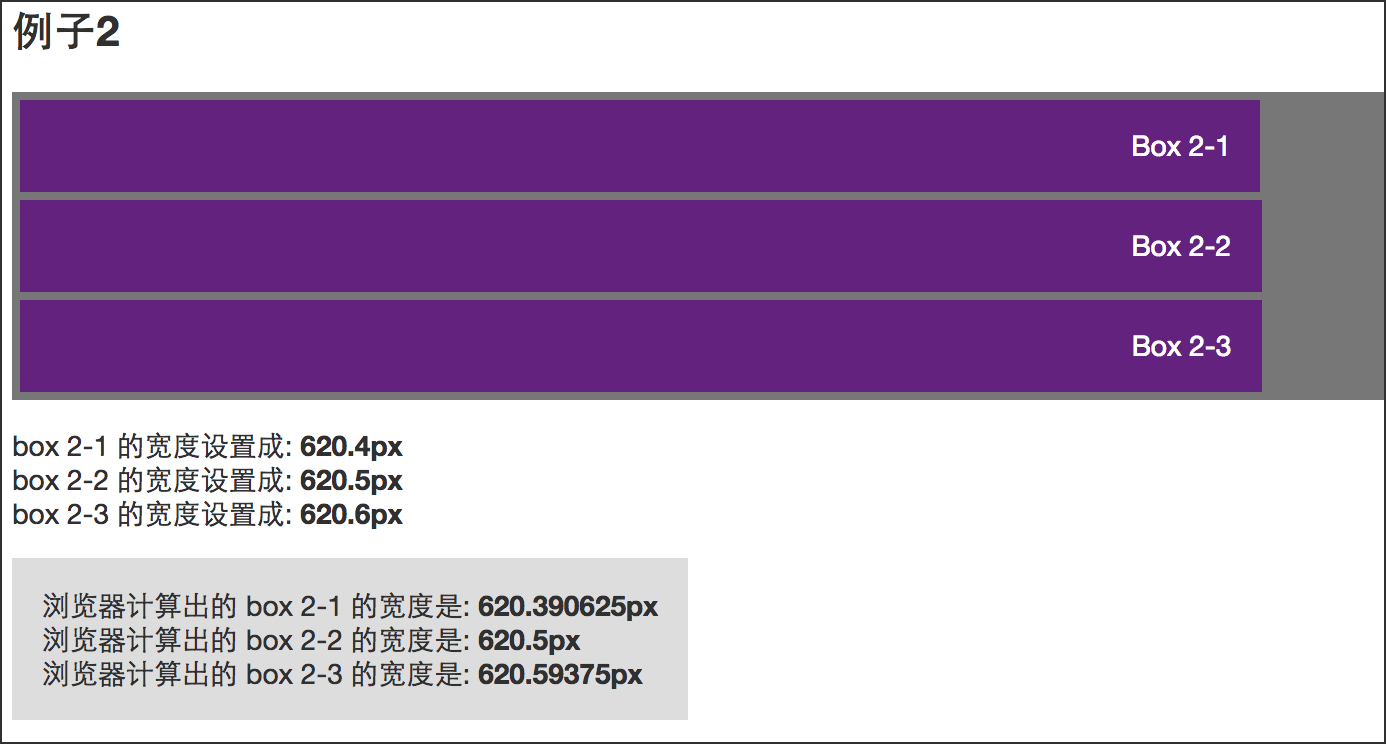 例子2
Box 2-1
Box 2-2
Box 2-3
box 2-1 的宽度设置成: 620.4px
box 2-2 的宽度设置成: 620.5px
box 2-3 的宽度设置成: 620.6px
浏览器计算出的 box 2-1 的宽度是: 620.390625px
浏览器计算出的 box 2-2 的宽度是: 620.5px
浏览器计算出的 box 2-3 的宽度是: 620.59375px